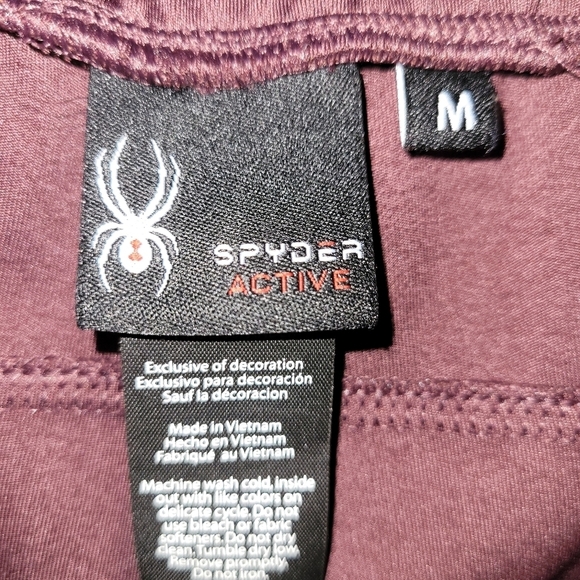 M
SPYDER
ACTIVE
Exclusive of decoration
Exclusivo para decoración
Sauf la décoration
Made in Vietnam
Hecho en Vietnam
Fabriqué au Vietnam
Machine wash cold, inside
out with like colors on
delicate cycle. Do not
use bleach or fabric
softeners. Do not dry
clean. Tumble dry low.
Remove promptly.
Do not iron.